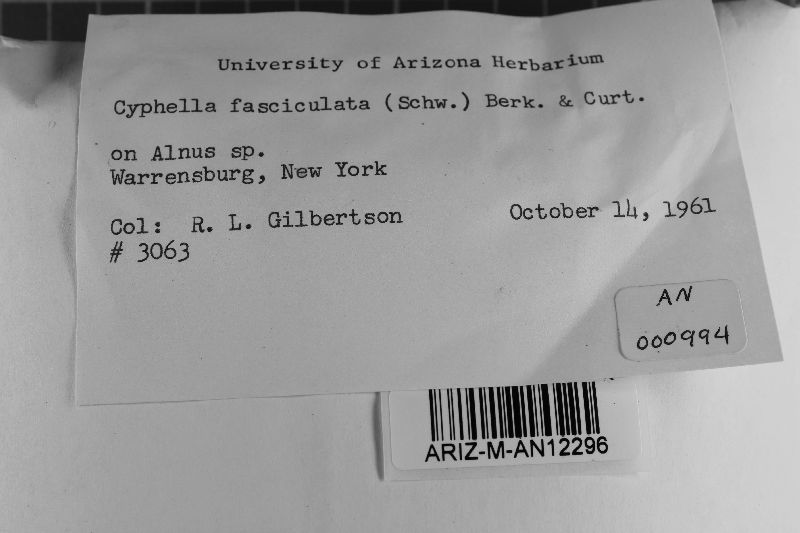 University of Arizona Herbarium
Cyphella fasciculata (Schw.) Berk. & Curt.
on Alnus sp.
Warrensburg, New York
Col: R. L. Gilbertson October 14, 1961
# 3063
AN
000994
ARIZ-M-AN12296